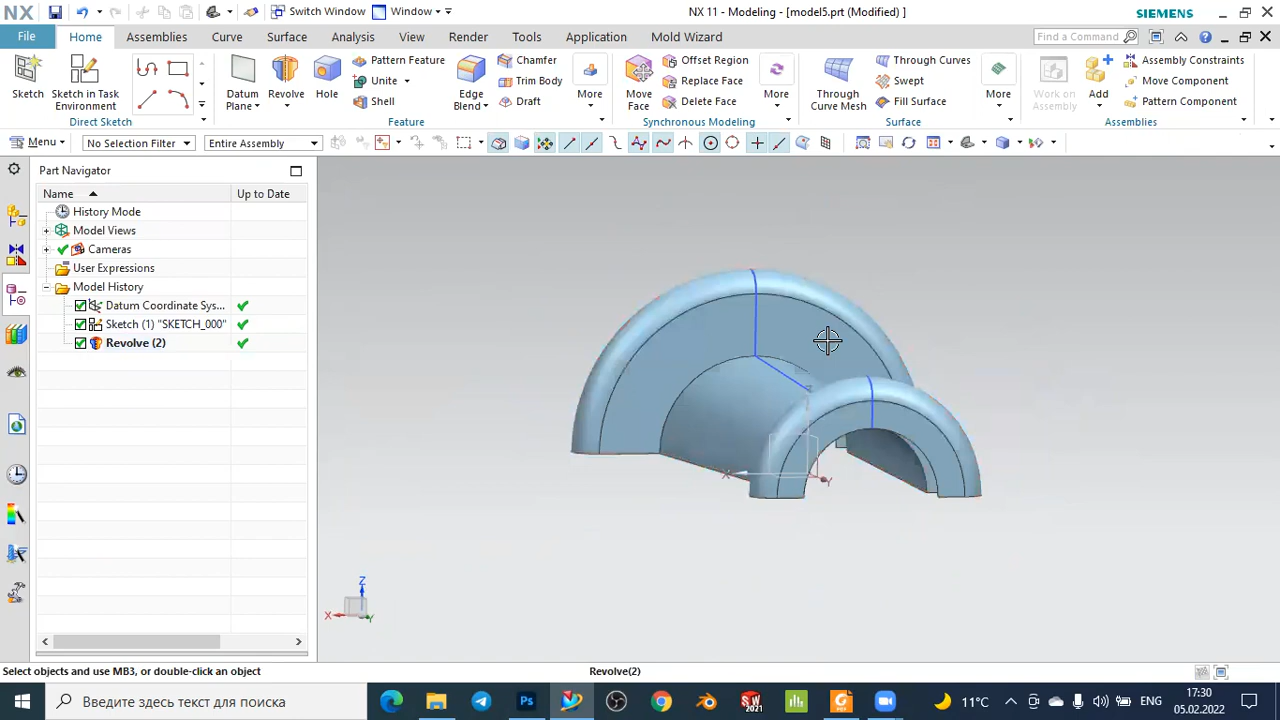 NX
Switch Window
Window
NX 11 - Modeling - [model5.prt (Modified) ]
SIEMENS
File
Home
Assemblies
Curve
Surface
Analysis
View
Render
Tools
Application
Mold Wizard
Find a Command
Sketch
Sketch in Task
Environment
Direct Sketch
Datum
Plane
Revolve
Hole
Pattern Feature
Unite
Shell
Edge
Blend
Chamfer
Trim Body
Draft
More
Feature
Move
Face
Offset Region
Replace Face
Delete Face
More
Synchronous Modeling
Through
Curve Mesh
Through Curves
Swept
Fill Surface
More
Surface
Work on
Assembly
Add
Assembly Constraints
Move Component
Pattern Component
Assemblies
Menu
No Selection Filter
Entire Assembly
Part Navigator
Name
Up to Date
History Mode
Model Views
Cameras
User Expressions
Model History
Datum Coordinate Sys...
Sketch (1) "SKETCH_000"
Revolve (2)
X
Y
Z
X
Y
Select objects and use MB3, or double-click an object
Revolve(2)
Введите здесь текст для поиска
Ps
SW
2021
11°C
ENG
17:30
05.02.2022